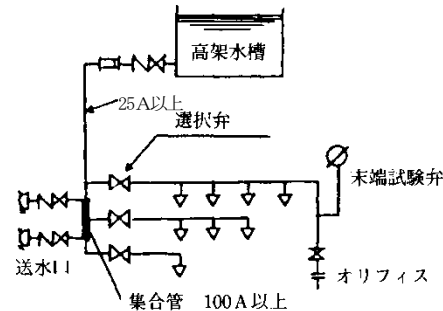 高架水槽
25A以上
選択弁
末端試験弁
送水口
オリフィス
集合管 100A以上